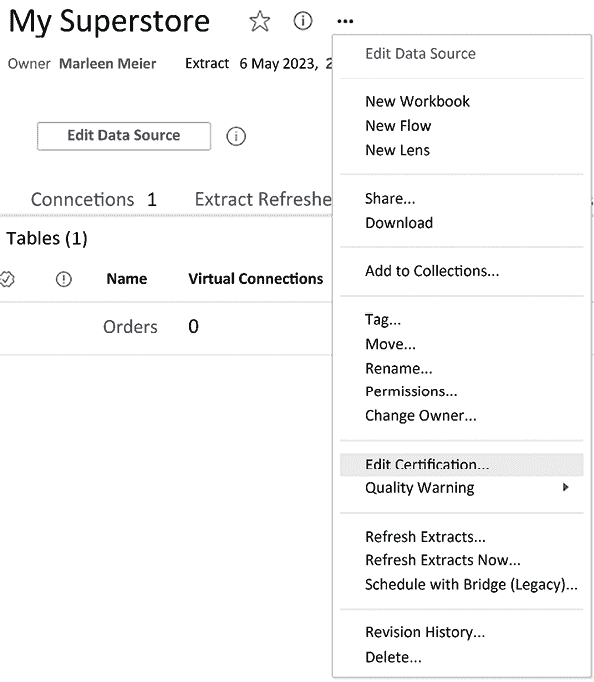 My Superstore
Owner Marleen Meier Extract 6 May 2023, 2
Edit Data Source
Conncetions 1 Extract Refreshe
Tables (1)
Name Virtual Connections
Orders 0
Edit Data Source
New Workbook
New Flow
New Lens
Share...
Download
Add to Collections...
Tag...
Move...
Rename...
Permissions...
Change Owner...
Edit Certification...
Quality Warning
Refresh Extracts...
Refresh Extracts Now...
Schedule with Bridge (Legacy)...
Revision History...
Delete...